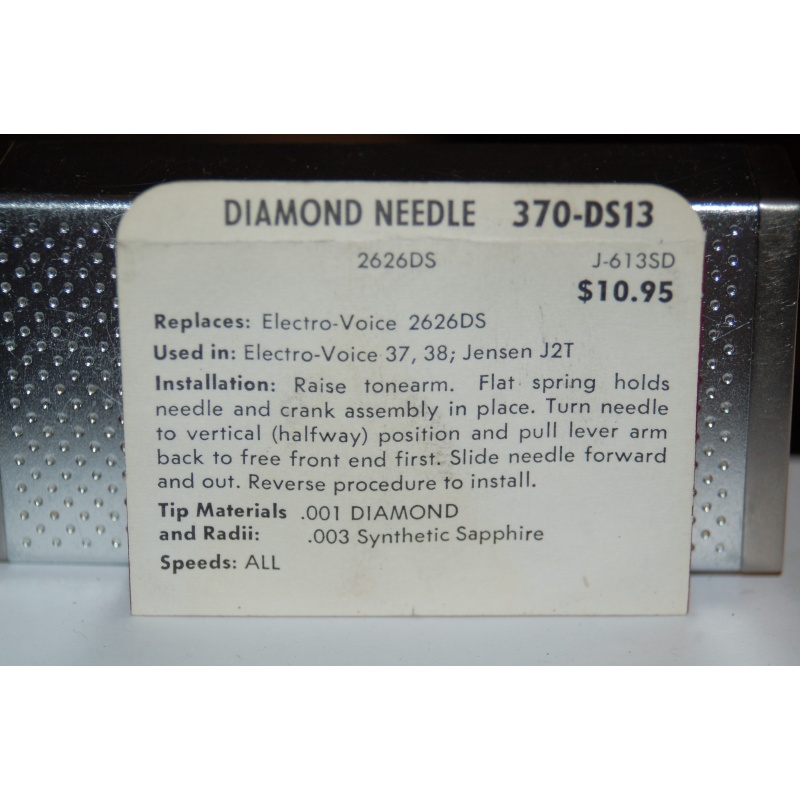 DIAMOND NEEDLE 370-DS13
2626DS J-613SD
$10.95
Replaces: Electro-Voice 2626DS
Used in: Electro-Voice 37, 38; Jensen J2T
Installation: Raise tonearm. Flat spring holds
needle and crank assembly in place. Turn needle
to vertical (halfway) position and pull lever arm
back to free front end first. Slide needle forward
and out. Reverse procedure to install.
Tip Materials .001 DIAMOND
and Radii: .003 Synthetic Sapphire
Speeds: ALL